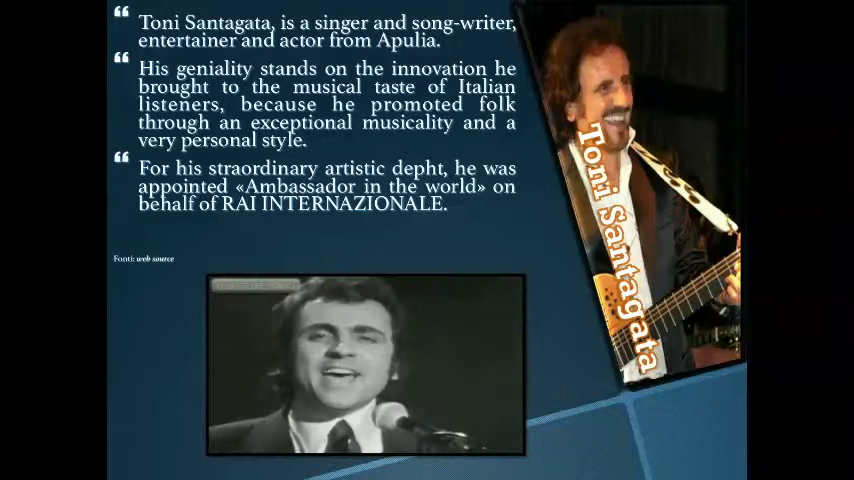 Toni Santagata, is a singer and song-writer,
entertainer and actor from Apulia.
His geniality stands on the innovation he
brought to the musical taste of Italian
listeners, because he promoted folk
through an exceptional musicality and a
very personal style.
For his straordinary artistic depht, he was
appointed «Ambassador in the world» on
behalf of RAI INTERNAZIONALE.
Fonti: web source
Toni Santagata